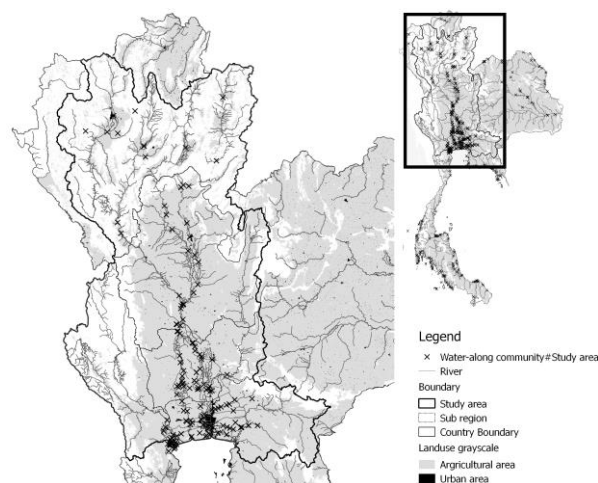 Legend
× Water-along community#Study area
River
Boundary
Study area
Sub region
Country Boundary
Landuse grayscale
Argricultural area
Urban area